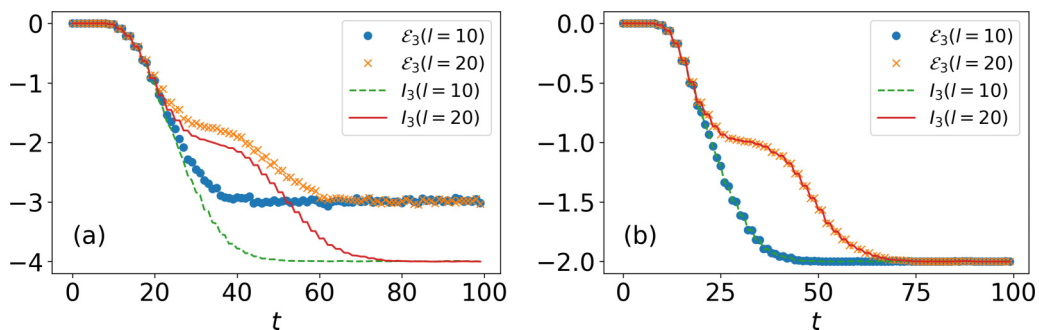 0
−1
−2
−3
−4
ℰ₃(l = 10)
ℰ₃(l = 20)
I₃(l = 10)
I₃(l = 20)
(a)
0 20 40 60 80 100
t
0.0
−0.5
−1.0
−1.5
−2.0
ℰ₃(l = 10)
ℰ₃(l = 20)
I₃(l = 10)
I₃(l = 20)
(b)
0 25 50 75 100
t